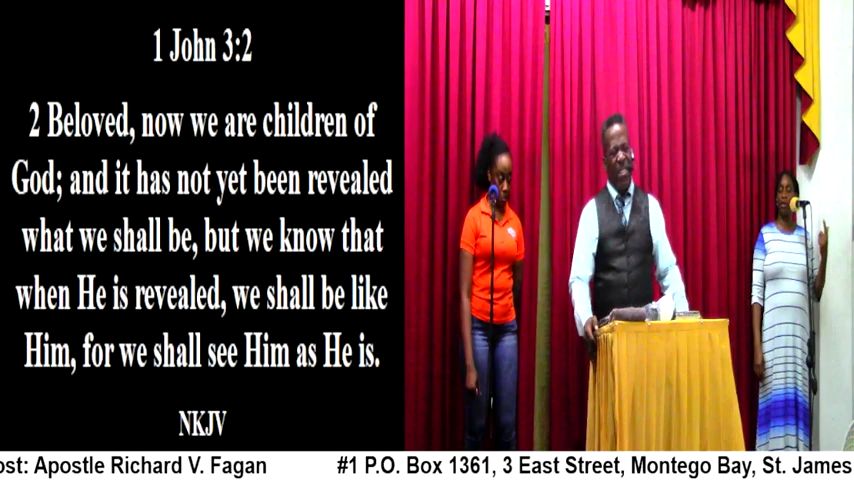 1 John 3:2
2 Beloved, now we are children of
God; and it has not yet been revealed
what we shall be, but we know that
when He is revealed, we shall be like
Him, for we shall see Him as He is.
NKJV
ost: Apostle Richard V. Fagan #1 P.O. Box 1361, 3 East Street, Montego Bay, St. James